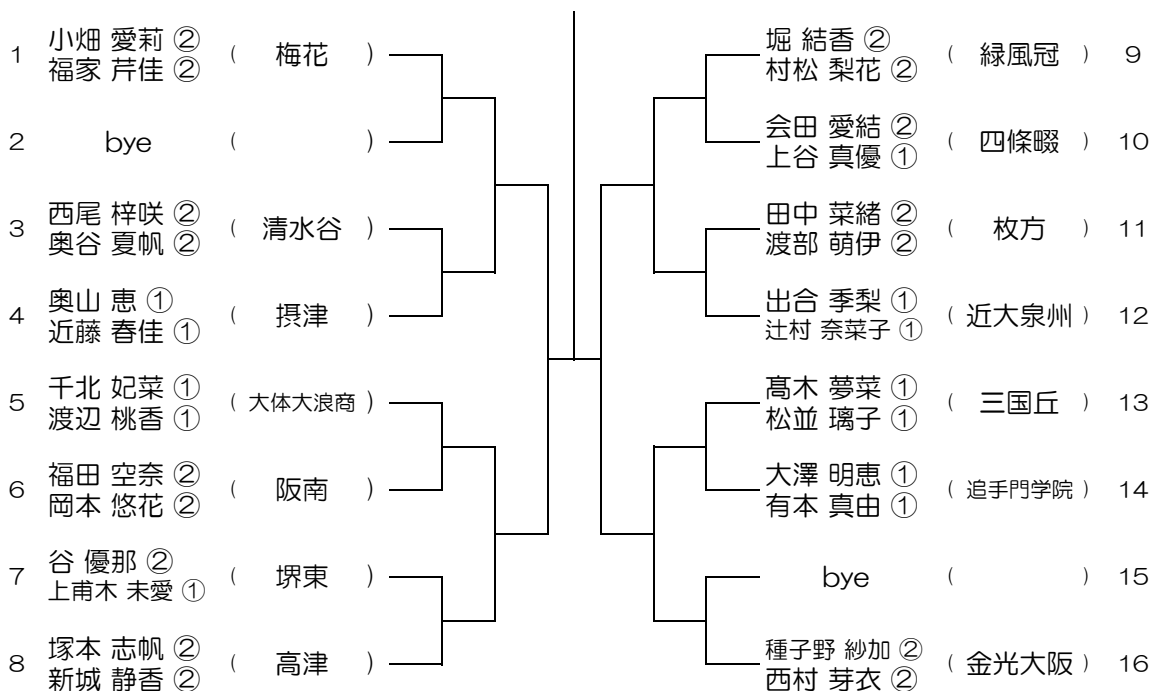 1 小畑 愛莉 ② ( 梅花 )
福家 芹佳 ②
2 bye ( )
3 西尾 梓咲 ② ( 清水谷 )
奥谷 夏帆 ②
4 奥山 恵 ① ( 摂津 )
近藤 春佳 ①
5 千北 妃菜 ① ( 大体大浪商 )
渡辺 桃香 ①
6 福田 空奈 ② ( 阪南 )
岡本 悠花 ②
7 谷 優那 ② ( 堺東 )
上甫木 未愛 ①
8 塚本 志帆 ② ( 高津 )
新城 静香 ②
堀 結香 ② ( 緑風冠 ) 9
村松 梨花 ②
会田 愛結 ② ( 四條畷 ) 10
上谷 真優 ①
田中 菜緒 ② ( 枚方 ) 11
渡部 萌伊 ②
出合 季梨 ① ( 近大泉州 ) 12
辻村 奈菜子 ①
髙木 夢菜 ① ( 三国丘 ) 13
松並 璃子 ①
大澤 明恵 ① ( 追手門学院 ) 14
有本 真由 ①
bye ( ) 15
種子野 紗加 ② ( 金光大阪 ) 16
西村 芽衣 ②